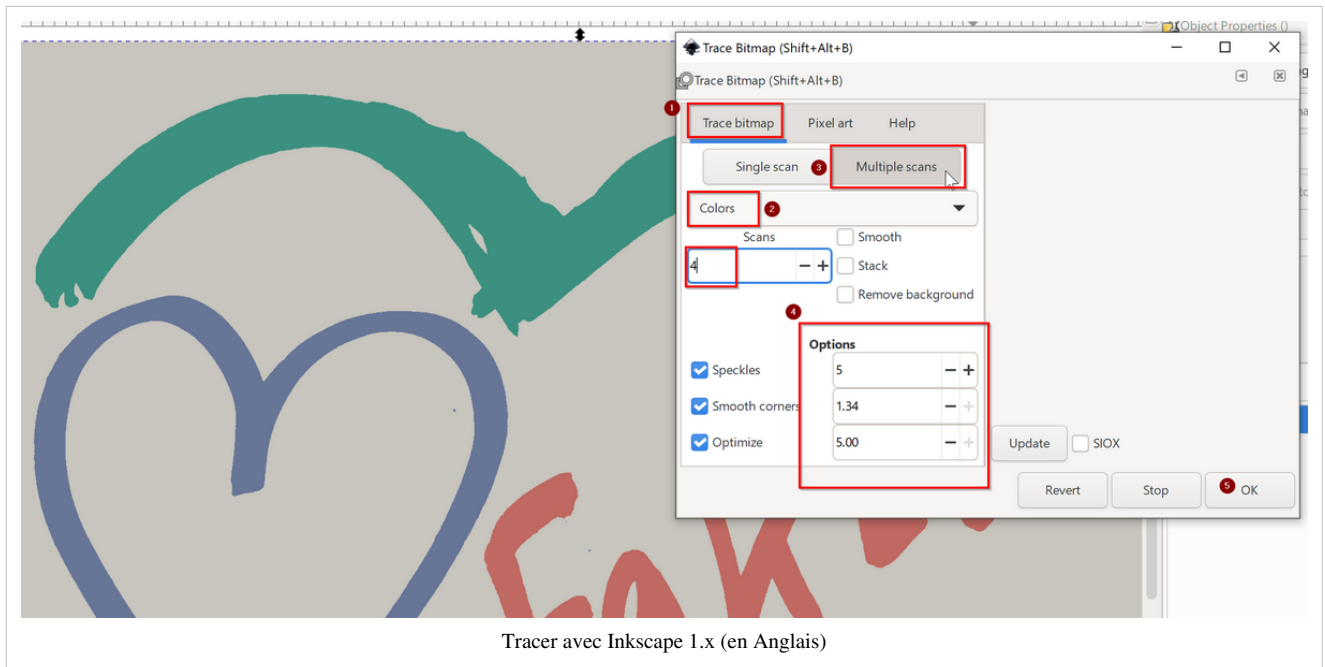 Object Properties ()
Trace Bitmap (Shift+Alt+B)
Trace Bitmap (Shift+Alt+B)
1
Trace bitmap Pixel art Help
Single scan 3 Multiple scans
Colors 2
Scans Smooth
4 Stack
Remove background
4
Options
Speckles 5
Smooth corners 1.34
Optimize 5.00
Update SIOX
Revert Stop 5 OK
Tracer avec Inkscape 1.x (en Anglais)